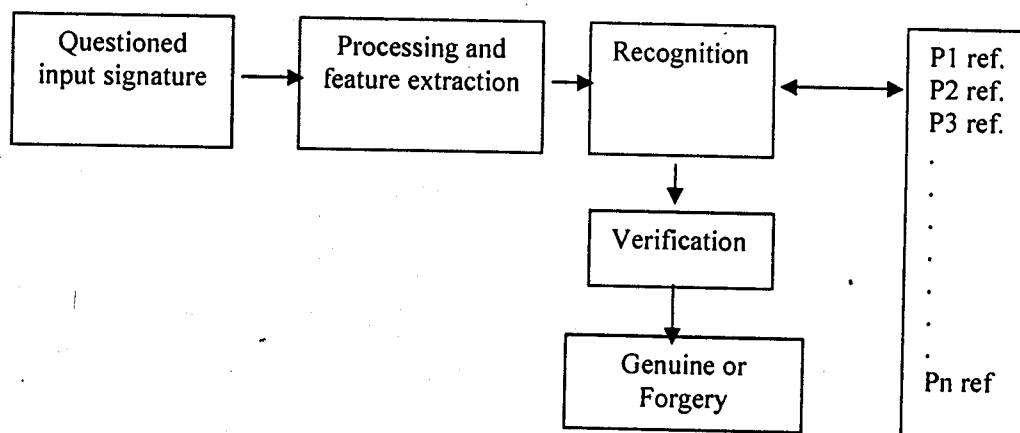 Questioned
input signature
Processing and
feature extraction
Recognition
P1 ref.
P2 ref.
P3 ref.
.
.
.
.
.
.
.
Pn ref
Verification
Genuine or
Forgery